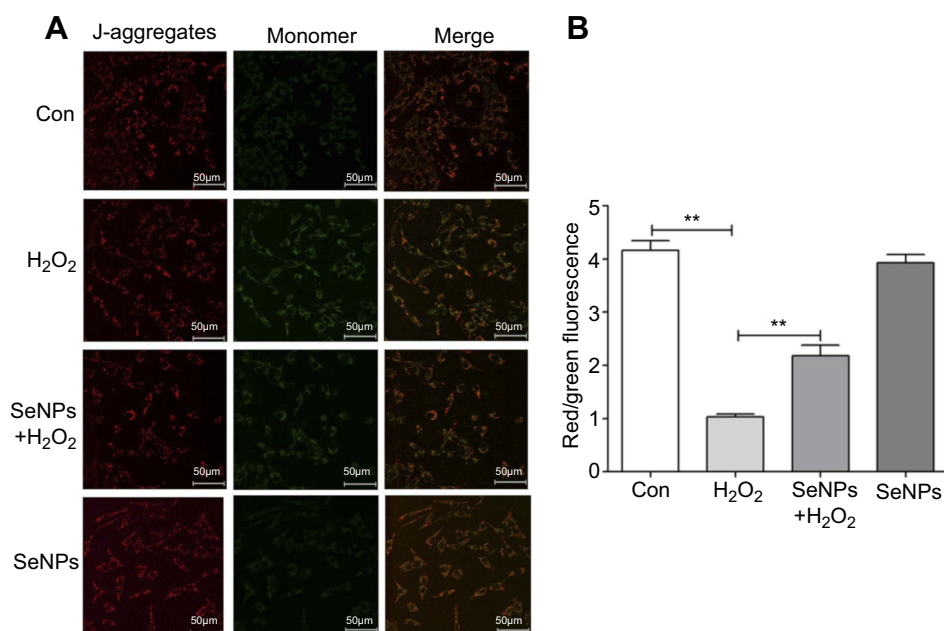 A
B
J-aggregates Monomer Merge
Con
50µm 50µm 50µm
H₂O₂
50µm 50µm 50µm
SeNPs
+H₂O₂
50µm 50µm 50µm
SeNPs
50µm 50µm 50µm
Red/green fluorescence
5
4
3
2
1
0
**
**
Con H₂O₂ SeNPs SeNPs
+H₂O₂